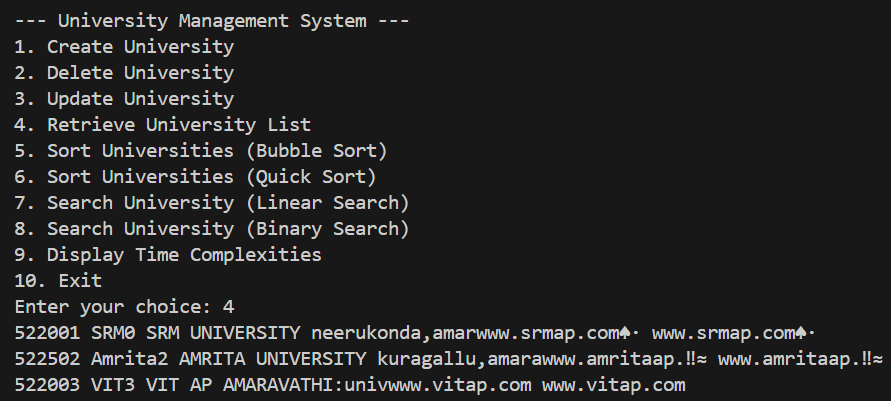 --- University Management System ---
1. Create University
2. Delete University
3. Update University
4. Retrieve University List
5. Sort Universities (Bubble Sort)
6. Sort Universities (Quick Sort)
7. Search University (Linear Search)
8. Search University (Binary Search)
9. Display Time Complexities
10. Exit
Enter your choice: 4
522001 SRM0 SRM UNIVERSITY neerukonda,amarwww.srmap.com♠· www.srmap.com♠·
522502 Amrita2 AMRITA UNIVERSITY kuragallu,amarawww.amritaap.‼≈ www.amritaap.‼≈
522003 VIT3 VIT AP AMARAVATHI:univwww.vitap.com www.vitap.com